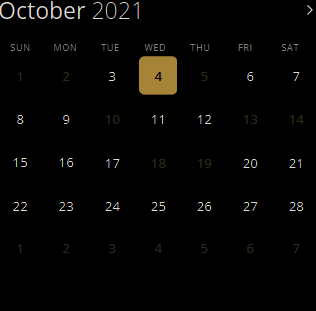 October 2021
SUN MON TUE WED THU FRI SAT
1 2 3 4 5 6 7
8 9 10 11 12 13 14
15 16 17 18 19 20 21
22 23 24 25 26 27 28
1 2 3 4 5 6 7